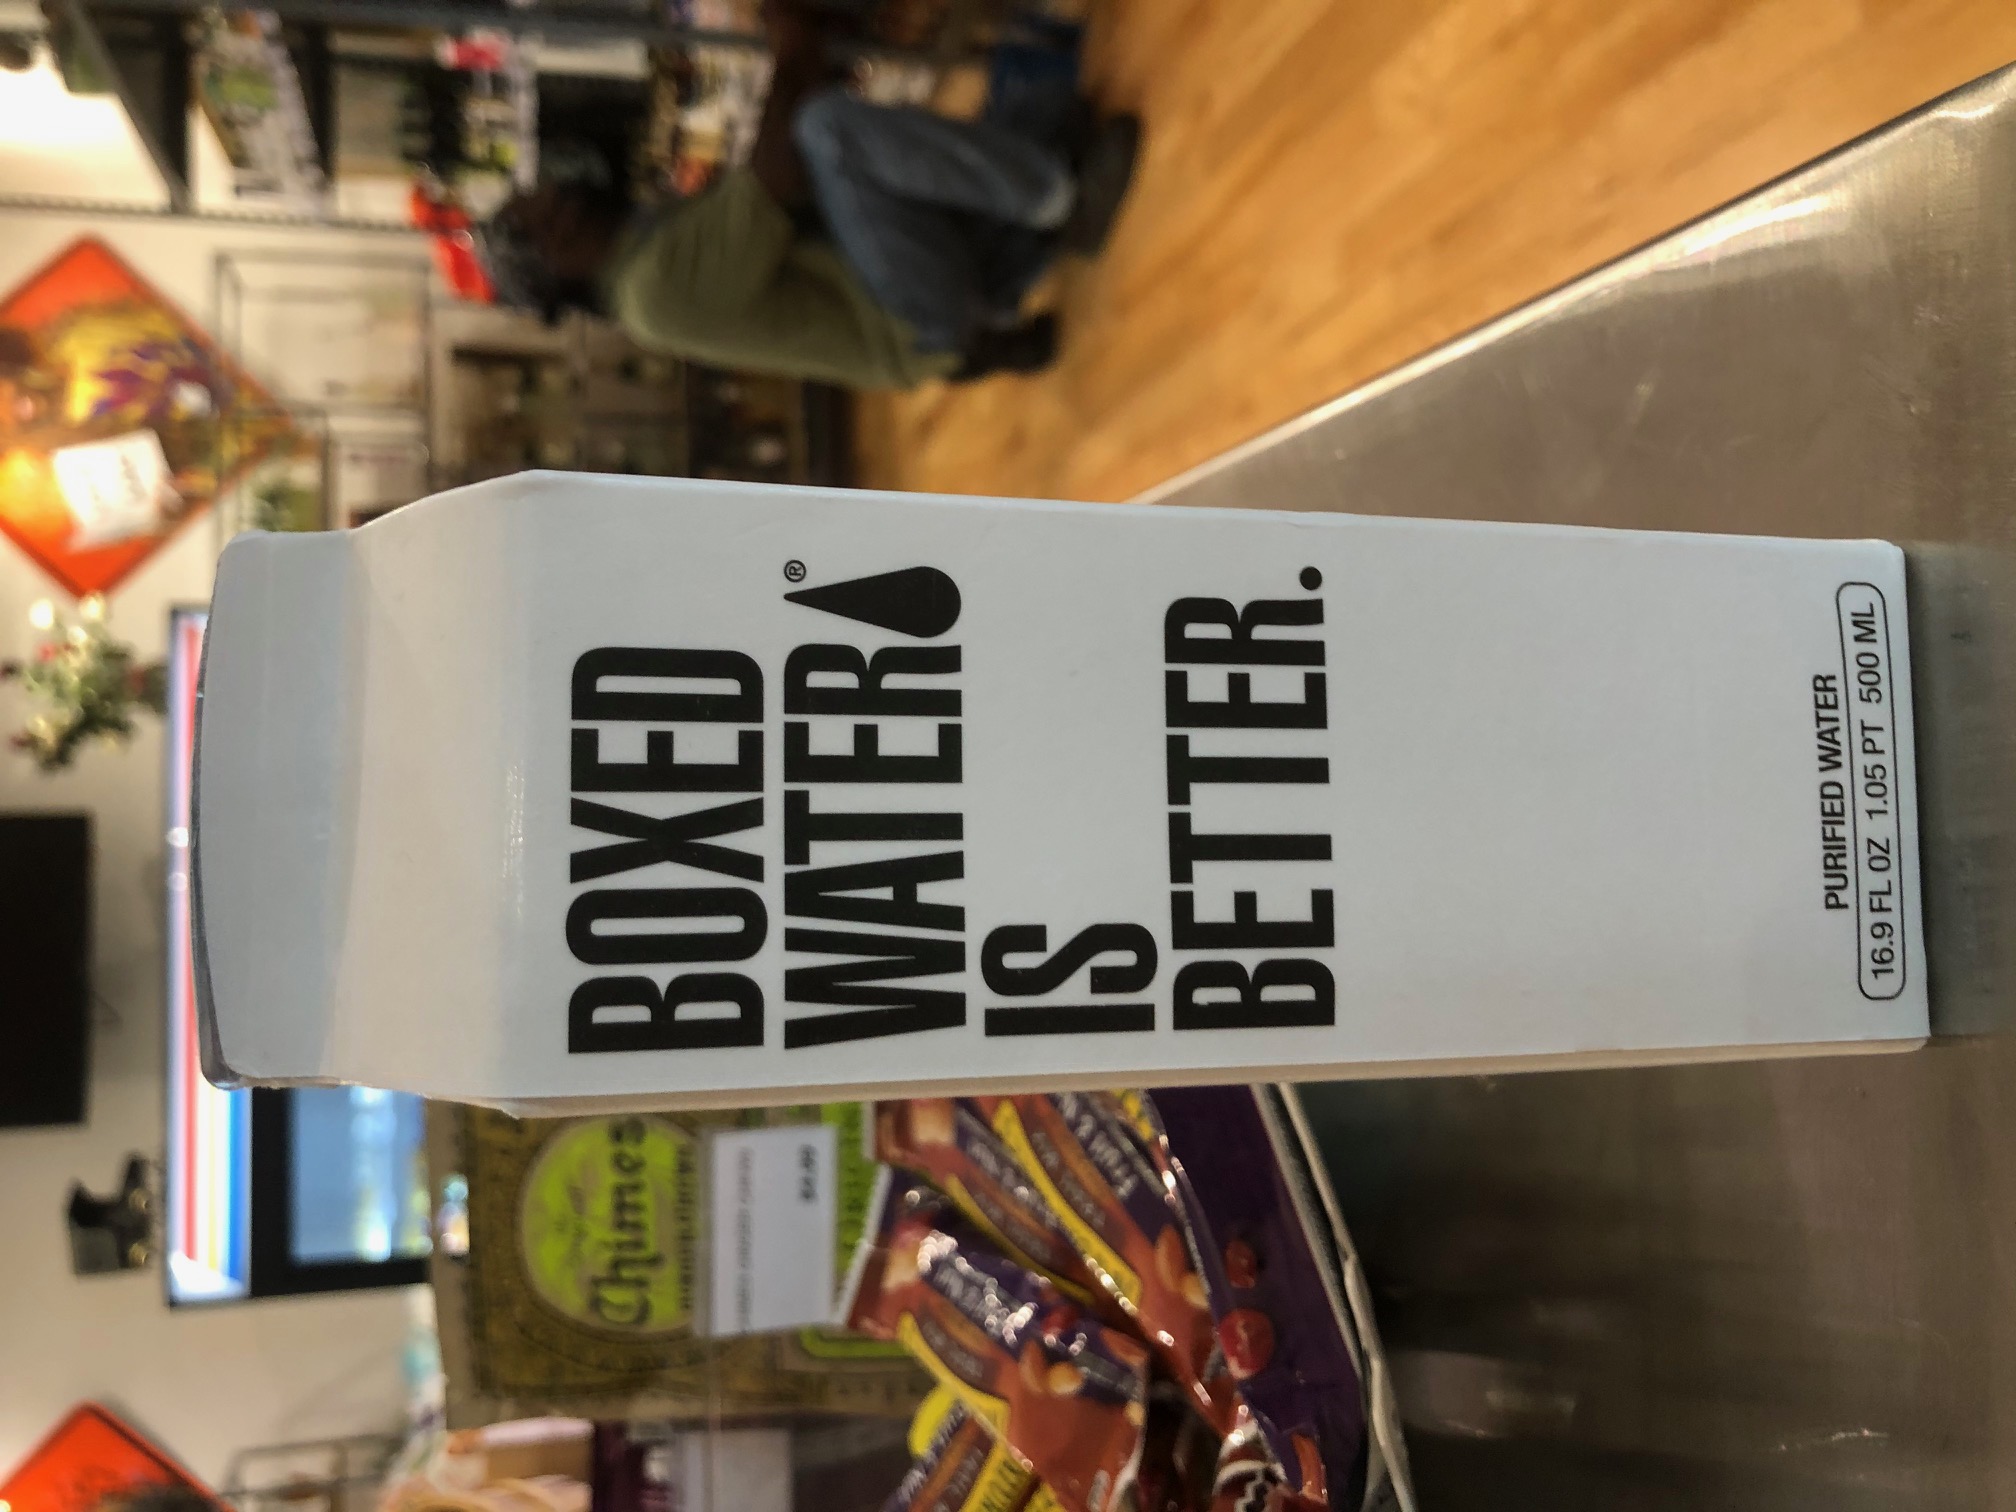 BOXED
WATER®
IS
BETTER.
PURIFIED WATER
16.9 FL OZ 1.05 PT 500 ML
Chimes